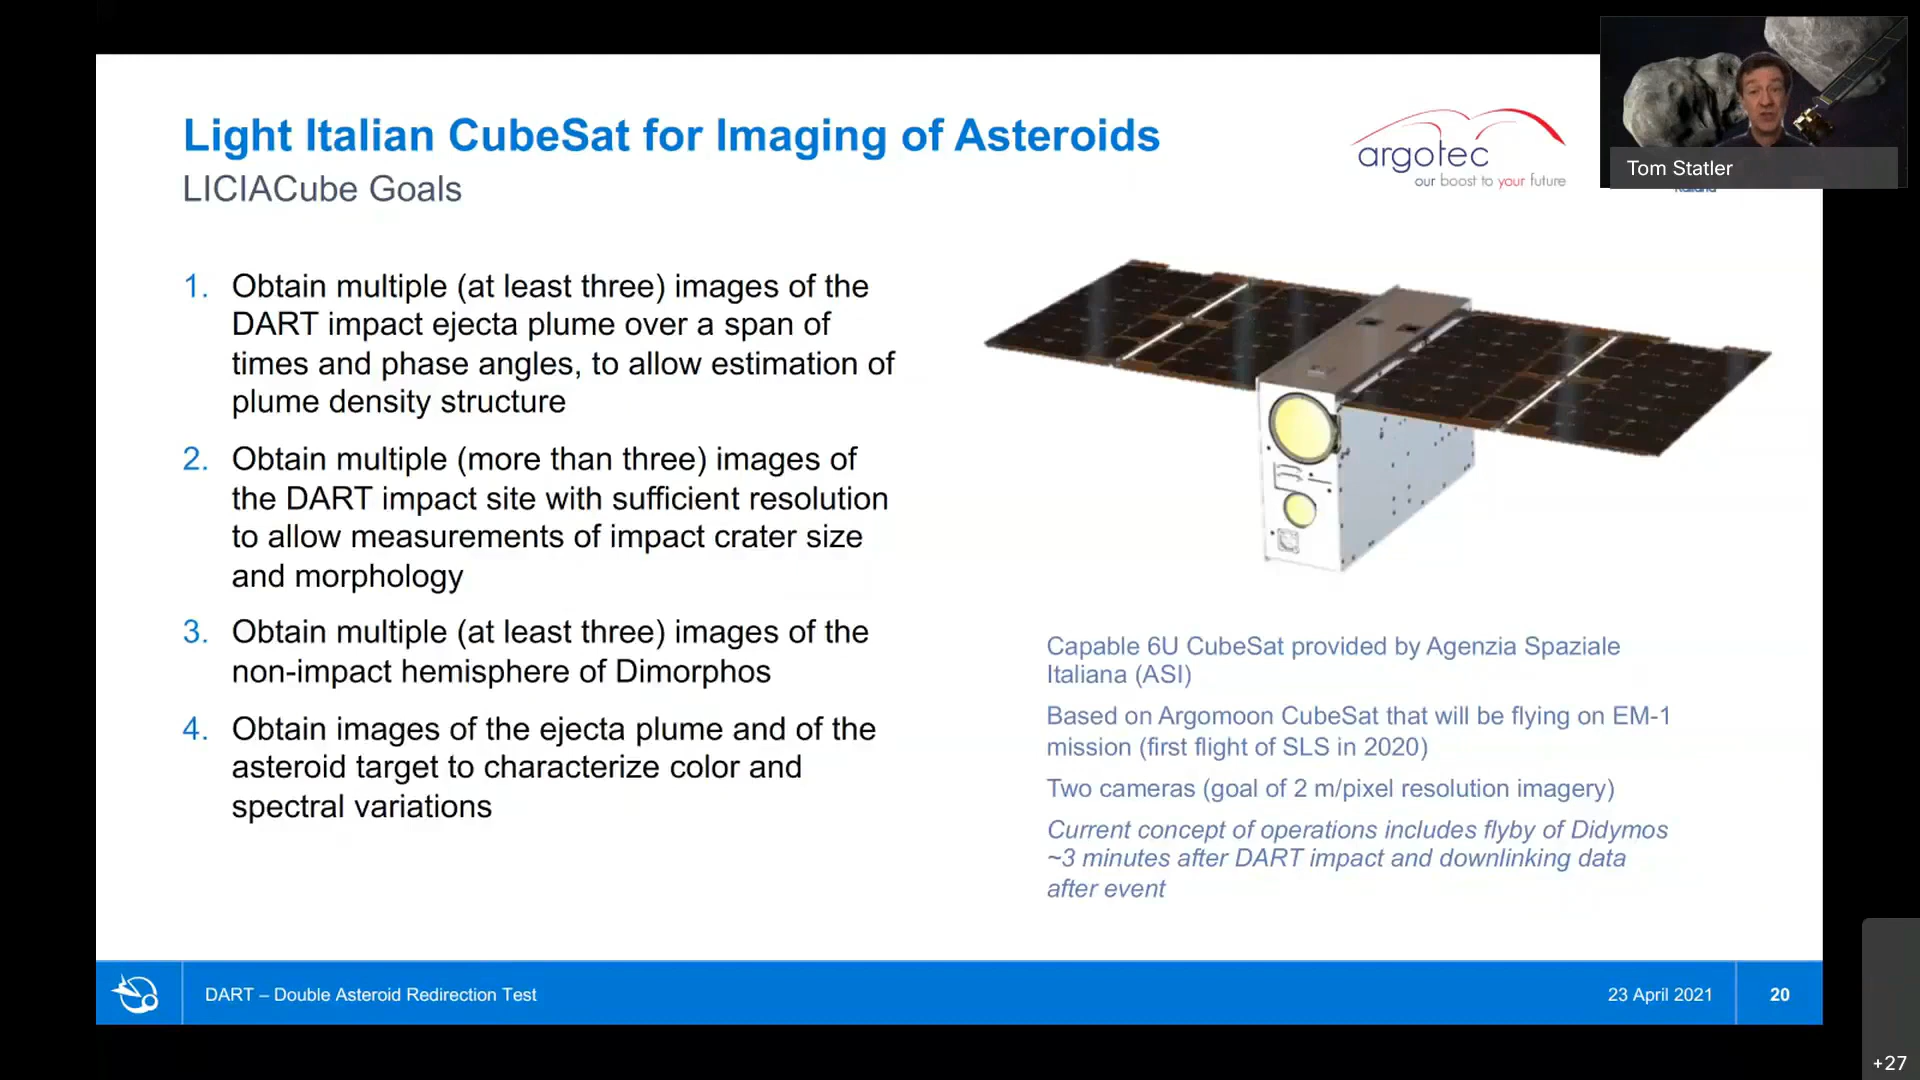 Light Italian CubeSat for Imaging of Asteroids
LICIACube Goals
argotec
our boost to your future
Tom Statler
1. Obtain multiple (at least three) images of the
DART impact ejecta plume over a span of
times and phase angles, to allow estimation of
plume density structure
2. Obtain multiple (more than three) images of
the DART impact site with sufficient resolution
to allow measurements of impact crater size
and morphology
3. Obtain multiple (at least three) images of the
non-impact hemisphere of Dimorphos
4. Obtain images of the ejecta plume and of the
asteroid target to characterize color and
spectral variations
Capable 6U CubeSat provided by Agenzia Spaziale
Italiana (ASI)
Based on Argomoon CubeSat that will be flying on EM-1
mission (first flight of SLS in 2020)
Two cameras (goal of 2 m/pixel resolution imagery)
Current concept of operations includes flyby of Didymos
~3 minutes after DART impact and downlinking data
after event
DART – Double Asteroid Redirection Test
23 April 2021
20
+27